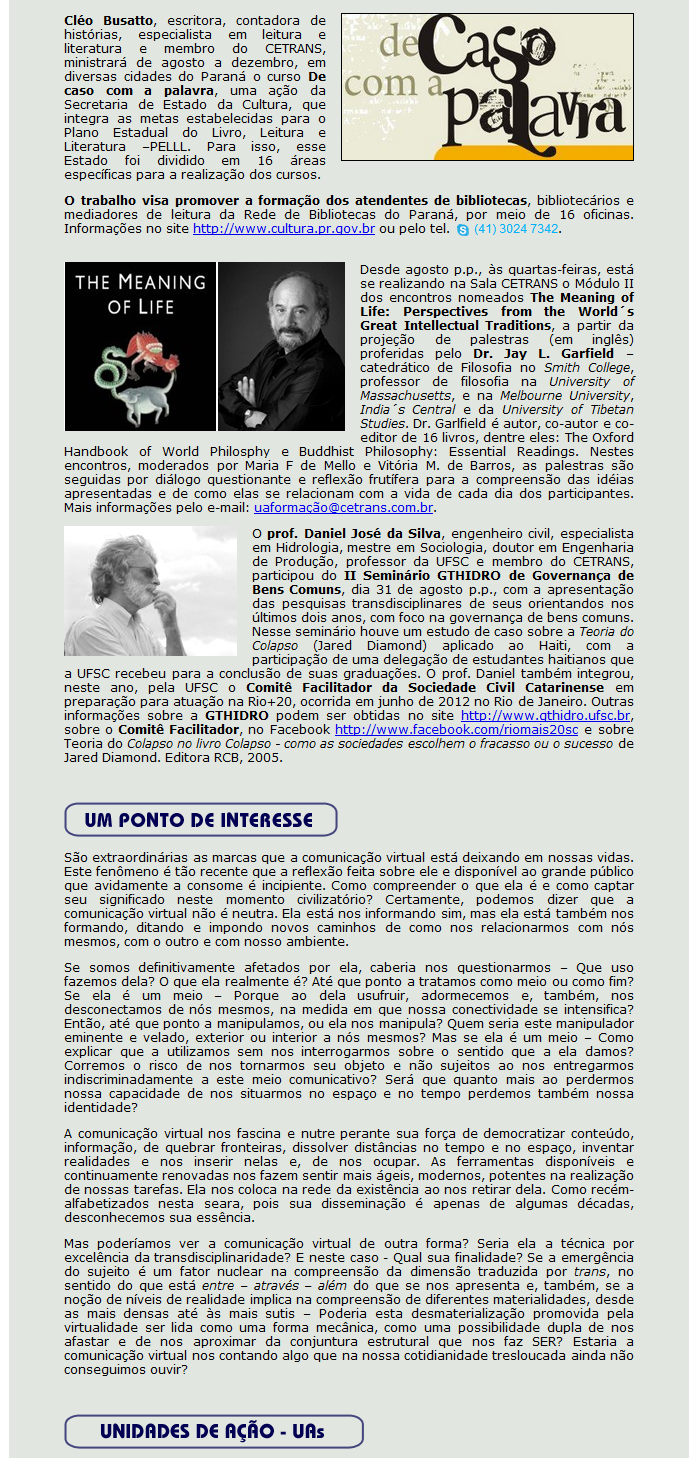 Cléo Busatto, escritora, contadora de
histórias, especialista em leitura e
literatura e membro do CETRANS,
ministrará de agosto a dezembro, em
diversas cidades do Paraná o curso De
caso com a palavra, uma ação da
Secretaria de Estado da Cultura, que
integra as metas estabelecidas para o
Plano Estadual do Livro, Leitura e
Literatura –PELLL. Para isso, esse
Estado foi dividido em 16 áreas
específicas para a realização dos cursos.
de Caso
com a
palavra
O trabalho visa promover a formação dos atendentes de bibliotecas, bibliotecários e
mediadores de leitura da Rede de Bibliotecas do Paraná, por meio de 16 oficinas.
Informações no site http://www.cultura.pr.gov.br ou pelo tel. (41) 3024 7342.
THE MEANING
OF LIFE
Desde agosto p.p., às quartas-feiras, está
se realizando na Sala CETRANS o Módulo II
dos encontros nomeados The Meaning of
Life: Perspectives from the World´s
Great Intellectual Traditions, a partir da
projeção de palestras (em inglês)
proferidas pelo Dr. Jay L. Garfield –
catedrático de Filosofia no Smith College,
professor de filosofia na University of
Massachusetts, e na Melbourne University,
India´s Central e da University of Tibetan
Studies. Dr. Garlfield é autor, co-autor e co-
editor de 16 livros, dentre eles: The Oxford
Handbook of World Philosphy e Buddhist Philosophy: Essential Readings. Nestes
encontros, moderados por Maria F de Mello e Vitória M. de Barros, as palestras são
seguidas por diálogo questionante e reflexão frutífera para a compreensão das idéias
apresentadas e de como elas se relacionam com a vida de cada dia dos participantes.
Mais informações pelo e-mail: uaformação@cetrans.com.br.
O prof. Daniel José da Silva, engenheiro civil, especialista
em Hidrologia, mestre em Sociologia, doutor em Engenharia
de Produção, professor da UFSC e membro do CETRANS,
participou do II Seminário GTHIDRO de Governança de
Bens Comuns, dia 31 de agosto p.p., com a apresentação
das pesquisas transdisciplinares de seus orientandos nos
últimos dois anos, com foco na governança de bens comuns.
Nesse seminário houve um estudo de caso sobre a Teoria do
Colapso (Jared Diamond) aplicado ao Haiti, com a
participação de uma delegação de estudantes haitianos que
a UFSC recebeu para a conclusão de suas graduações. O prof. Daniel também integrou,
neste ano, pela UFSC o Comitê Facilitador da Sociedade Civil Catarinense em
preparação para atuação na Rio+20, ocorrida em junho de 2012 no Rio de Janeiro. Outras
informações sobre a GTHIDRO podem ser obtidas no site http://www.gthidro.ufsc.br,
sobre o Comitê Facilitador, no Facebook http://www.facebook.com/riomais20sc e sobre
Teoria do Colapso no livro Colapso - como as sociedades escolhem o fracasso ou o sucesso de
Jared Diamond. Editora RCB, 2005.
UM PONTO DE INTERESSE
São extraordinárias as marcas que a comunicação virtual está deixando em nossas vidas.
Este fenômeno é tão recente que a reflexão feita sobre ele e disponível ao grande público
que avidamente a consome é incipiente. Como compreender o que ela é e como captar
seu significado neste momento civilizatório? Certamente, podemos dizer que a
comunicação virtual não é neutra. Ela está nos informando sim, mas ela está também nos
formando, ditando e impondo novos caminhos de como nos relacionarmos com nós
mesmos, com o outro e com nosso ambiente.
Se somos definitivamente afetados por ela, caberia nos questionarmos – Que uso
fazemos dela? O que ela realmente é? Até que ponto a tratamos como meio ou como fim?
Se ela é um meio – Porque ao dela usufruir, adormecemos e, também, nos
desconectamos de nós mesmos, na medida em que nossa conectividade se intensifica?
Então, até que ponto a manipulamos, ou ela nos manipula? Quem seria este manipulador
eminente e velado, exterior ou interior a nós mesmos? Mas se ela é um meio – Como
explicar que a utilizamos sem nos interrogarmos sobre o sentido que a ela damos?
Corremos o risco de nos tornarmos seu objeto e não sujeitos ao nos entregarmos
indiscriminadamente a este meio comunicativo? Será que quanto mais ao perdermos
nossa capacidade de nos situarmos no espaço e no tempo perdemos também nossa
identidade?
A comunicação virtual nos fascina e nutre perante sua força de democratizar conteúdo,
informação, de quebrar fronteiras, dissolver distâncias no tempo e no espaço, inventar
realidades e nos inserir nelas e, de nos ocupar. As ferramentas disponíveis e
continuamente renovadas nos fazem sentir mais ágeis, modernos, potentes na realização
de nossas tarefas. Ela nos coloca na rede da existência ao nos retirar dela. Como recém-
alfabetizados nesta seara, pois sua disseminação é apenas de algumas décadas,
desconhecemos sua essência.
Mas poderíamos ver a comunicação virtual de outra forma? Seria ela a técnica por
excelência da transdisciplinaridade? E neste caso - Qual sua finalidade? Se a emergência
do sujeito é um fator nuclear na compreensão da dimensão traduzida por trans, no
sentido do que está entre – através – além do que se nos apresenta e, também, se a
noção de níveis de realidade implica na compreensão de diferentes materialidades, desde
as mais densas até às mais sutis – Poderia esta desmaterialização promovida pela
virtualidade ser lida como uma forma mecânica, como uma possibilidade dupla de nos
afastar e de nos aproximar da conjuntura estrutural que nos faz SER? Estaria a
comunicação virtual nos contando algo que na nossa cotidianidade tresloucada ainda não
conseguimos ouvir?
UNIDADES DE AÇÃO - UAs